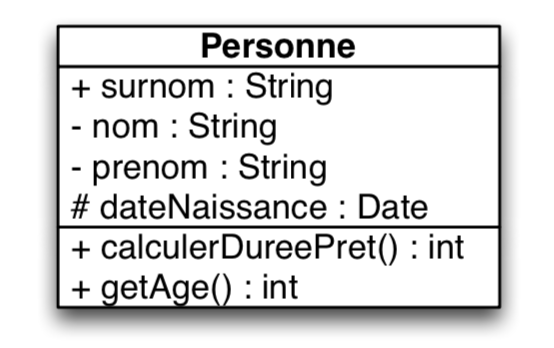 Personne
+ surnom : String
- nom : String
- prenom : String
# dateNaissance : Date
+ calculerDureePret() : int
+ getAge() : int